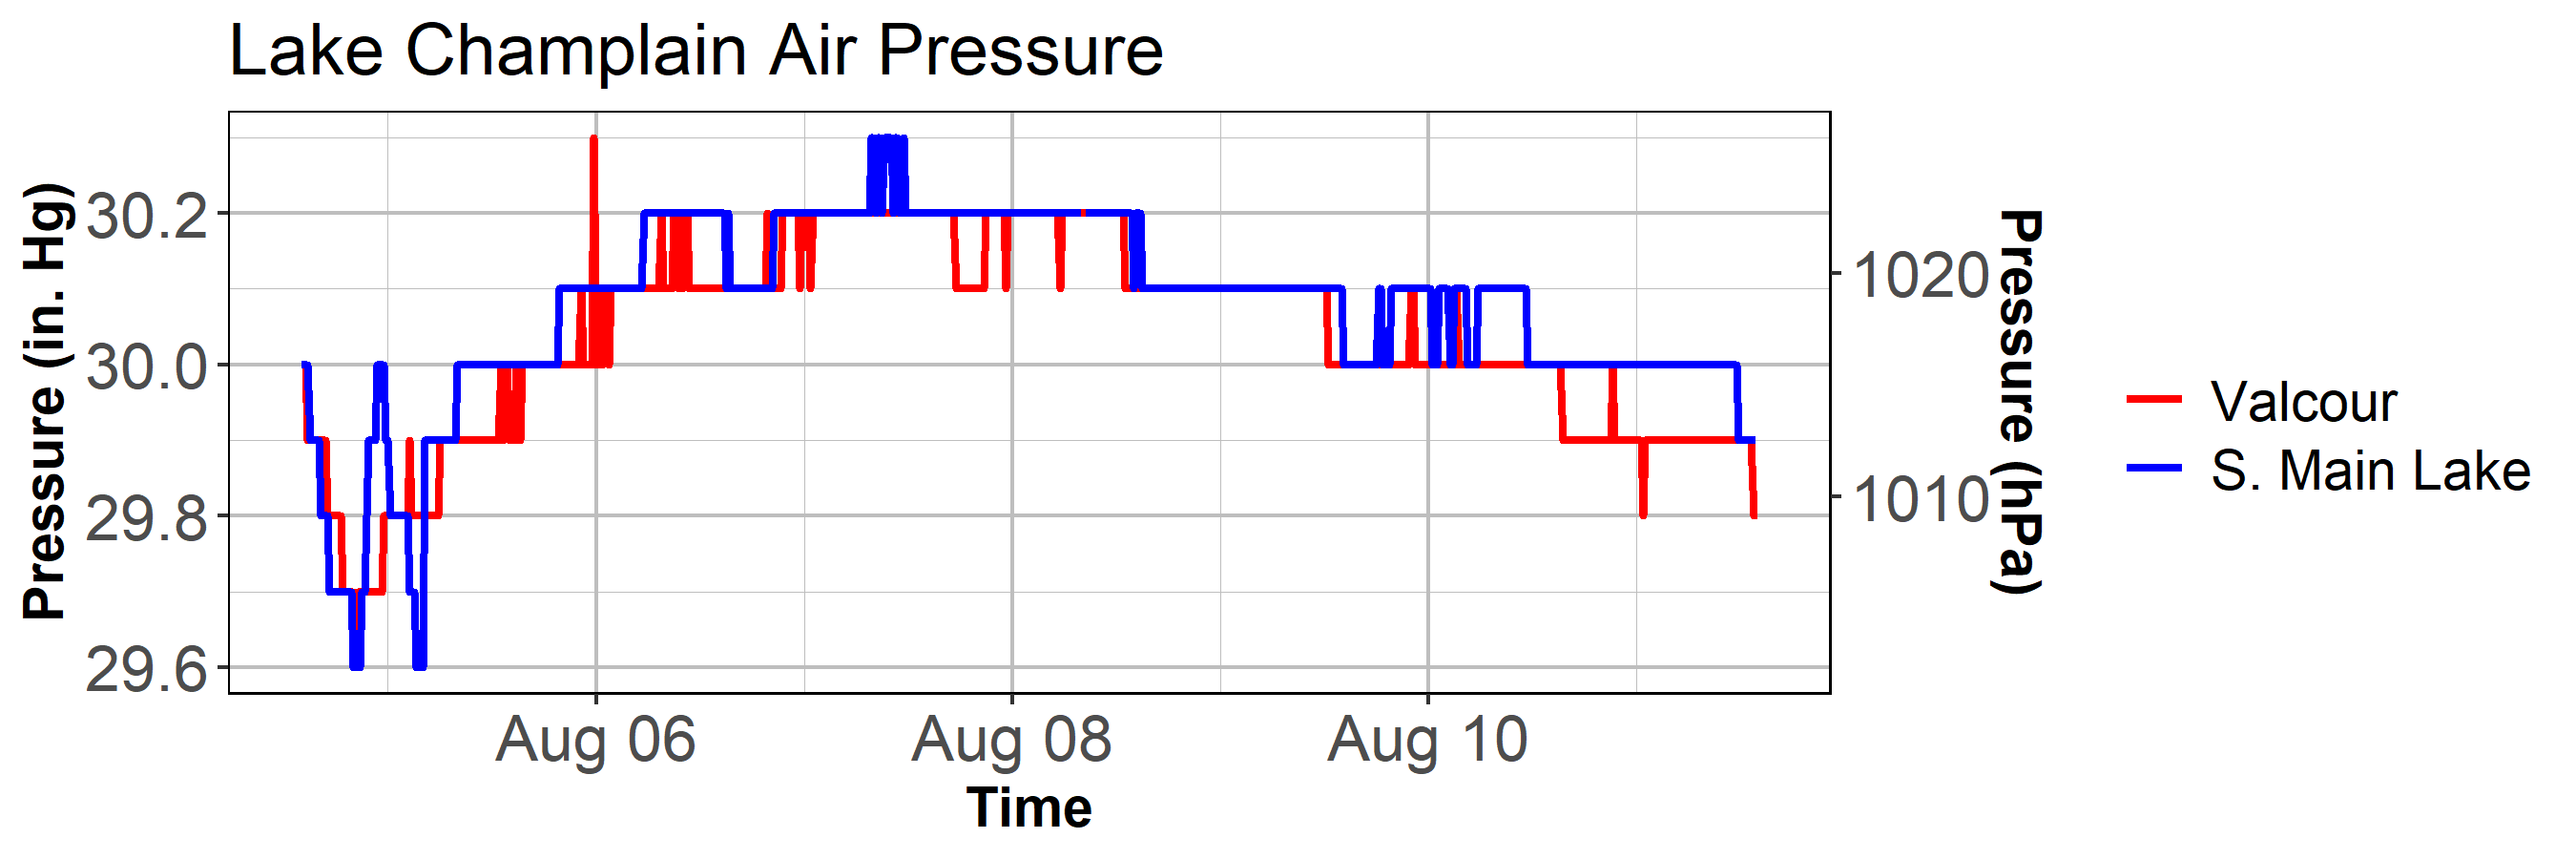 Lake Champlain Air Pressure
Pressure (in. Hg)
30.2
30.0
29.8
29.6
1020
1010
Pressure (hPa)
Valcour
S. Main Lake
Aug 06
Aug 08
Aug 10
Time